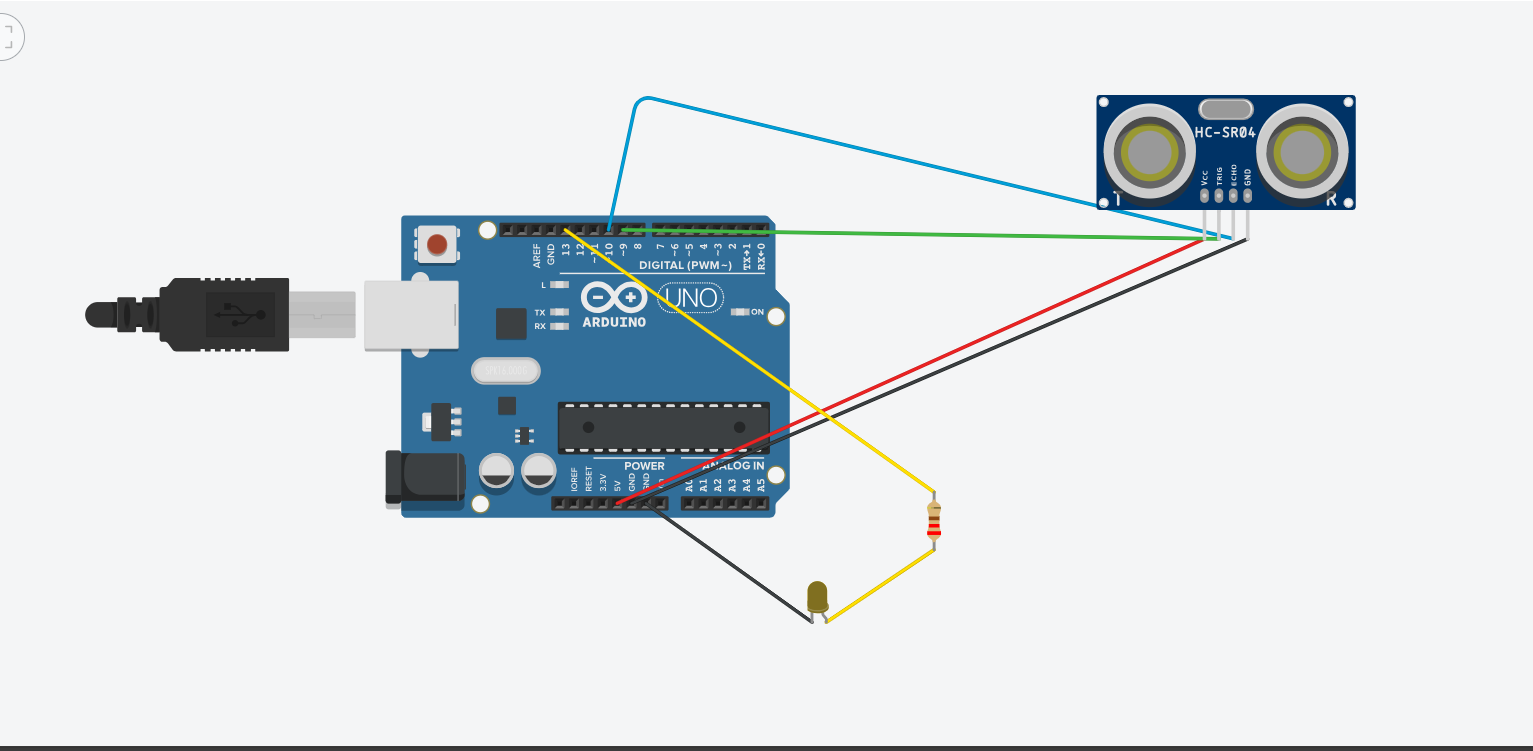 HC-SR04
VCC
TRIG
ECHO
GND
T
R
AREF
GND
13
12
~11
~10
~9
8
7
~6
~5
4
~3
2
TX→1
RX←0
DIGITAL (PWM~)
L
TX
RX
ARDUINO
UNO
ON
POWER
ANALOG IN
IOREF
RESET
3.3V
5V
GND
GND
A0
A1
A2
A3
A4
A5